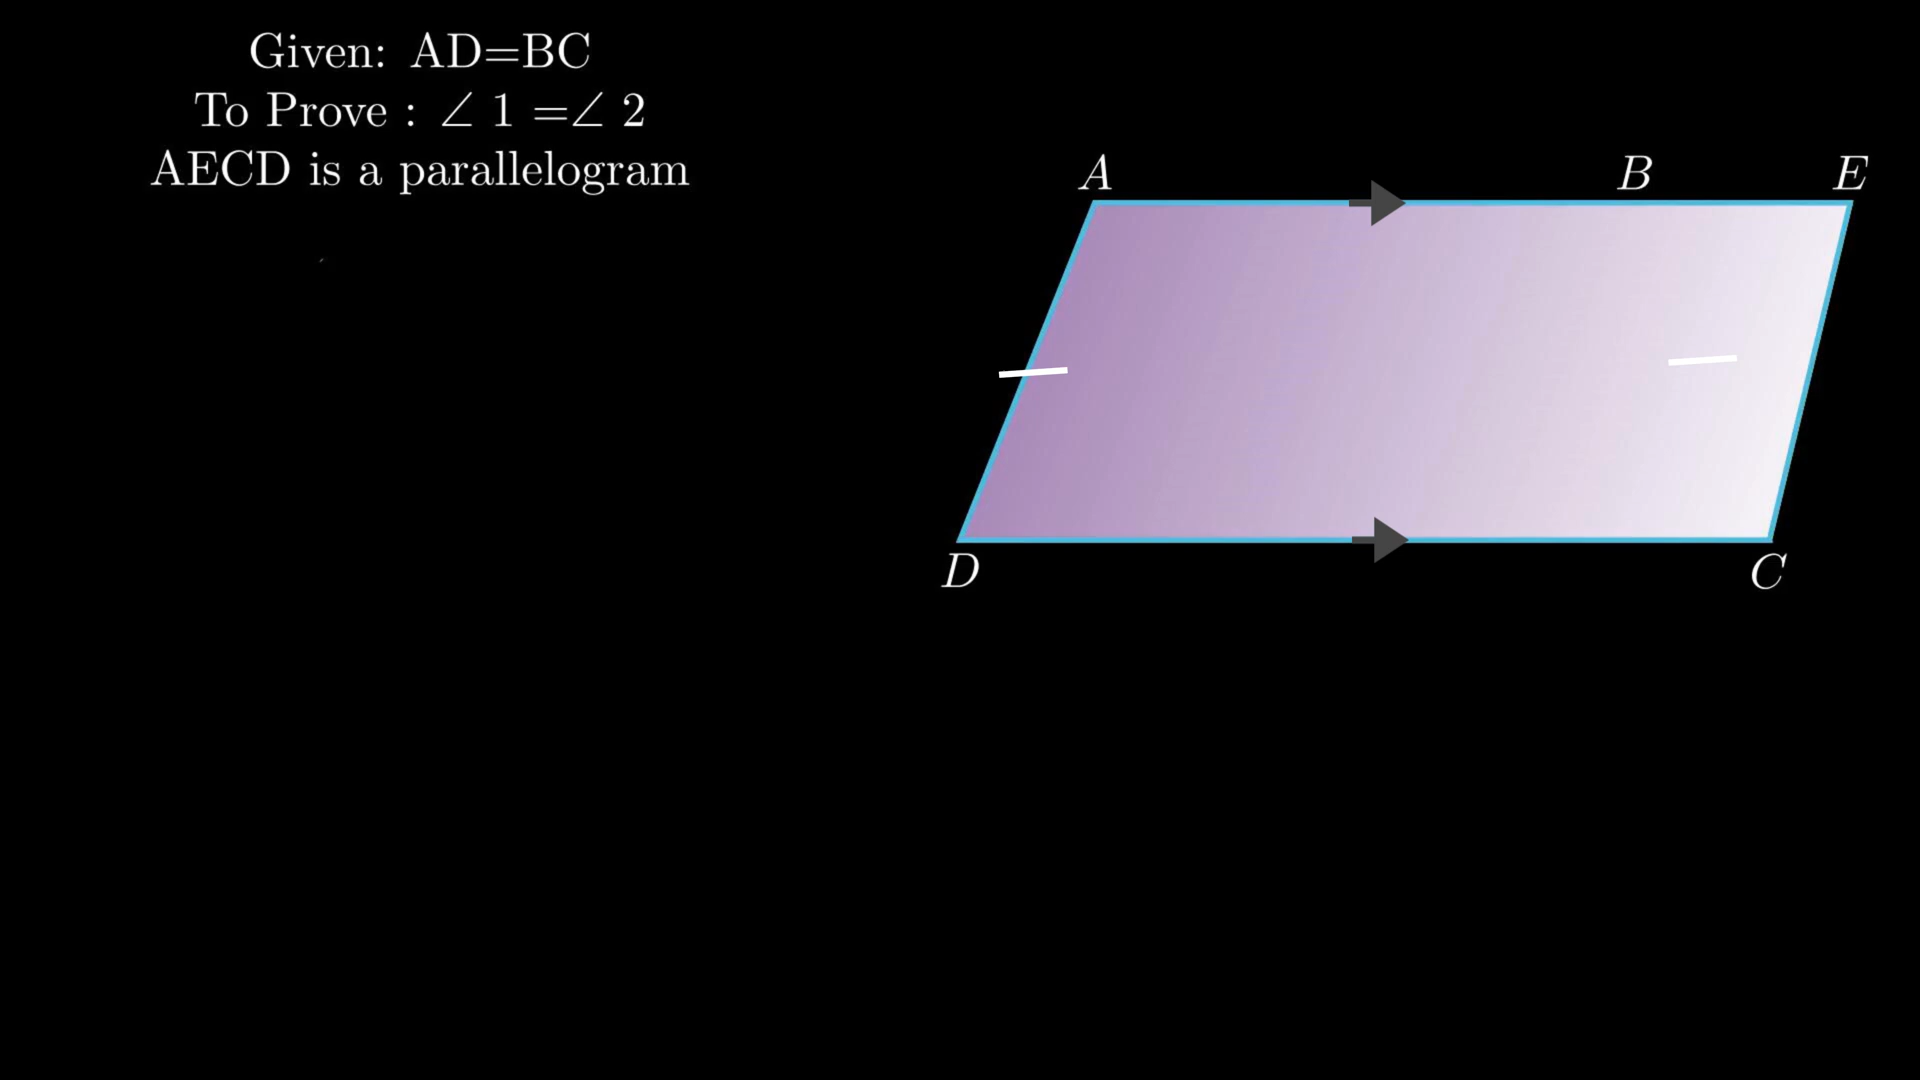 Given: AD=BC
To Prove : ∠ 1 =∠ 2
AECD is a parallelogram
A B E
D C